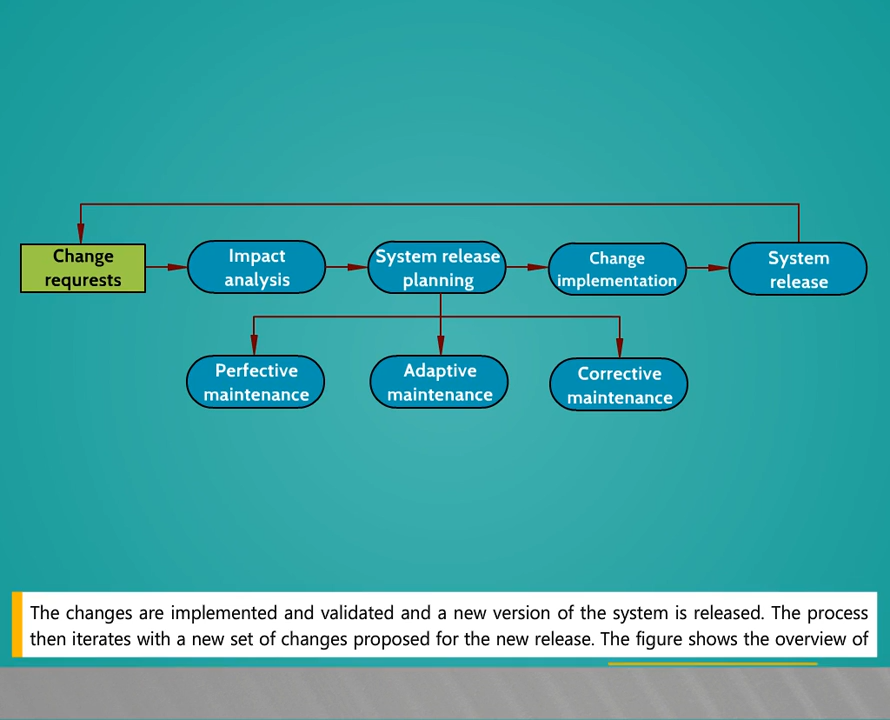 Change
requrests
Impact
analysis
System release
planning
Change
implementation
System
release
Perfective
maintenance
Adaptive
maintenance
Corrective
maintenance
The changes are implemented and validated and a new version of the system is released. The process
then iterates with a new set of changes proposed for the new release. The figure shows the overview of